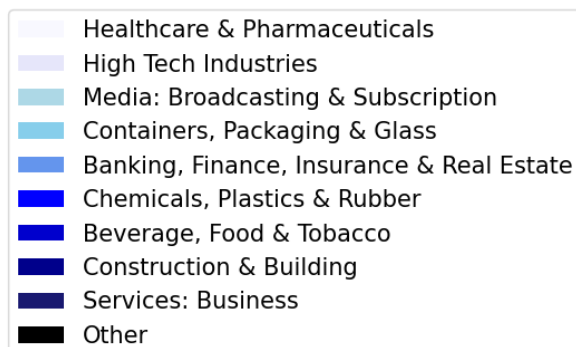 Healthcare & Pharmaceuticals
High Tech Industries
Media: Broadcasting & Subscription
Containers, Packaging & Glass
Banking, Finance, Insurance & Real Estate
Chemicals, Plastics & Rubber
Beverage, Food & Tobacco
Construction & Building
Services: Business
Other